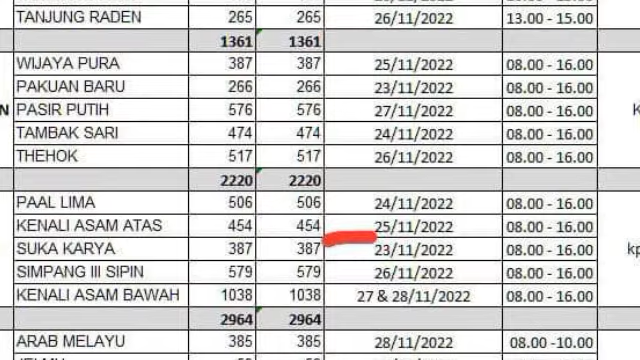 TANJUNG RADEN 265 265 26/11/2022 13.00 - 15.00
1361 1361
WIJAYA PURA 387 387 25/11/2022 08.00 - 16.00
PAKUAN BARU 266 266 23/11/2022 08.00 - 16.00
N PASIR PUTIH 576 576 27/11/2022 08.00 - 16.00 K
TAMBAK SARI 474 474 24/11/2022 08.00 - 16.00
THEHOK 517 517 26/11/2022 08.00 - 16.00
2220 2220
PAAL LIMA 506 506 24/11/2022 08.00 - 16.00
KENALI ASAM ATAS 454 454 25/11/2022 08.00 - 16.00
SUKA KARYA 387 387 23/11/2022 08.00 - 16.00 kp
SIMPANG III SIPIN 579 579 26/11/2022 08.00 - 16.00
KENALI ASAM BAWAH 1038 1038 27 & 28/11/2022 08.00 - 16.00
2964 2964
ARAB MELAYU 385 385 28/11/2022 08.00 -10.00